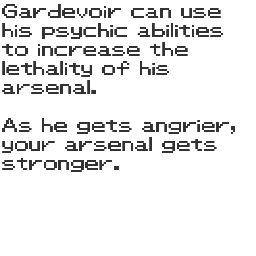 Gardevoir can use
his psychic abilities
to increase the
lethality of his
arsenal.

As he gets angrier,
your arsenal gets
stronger.